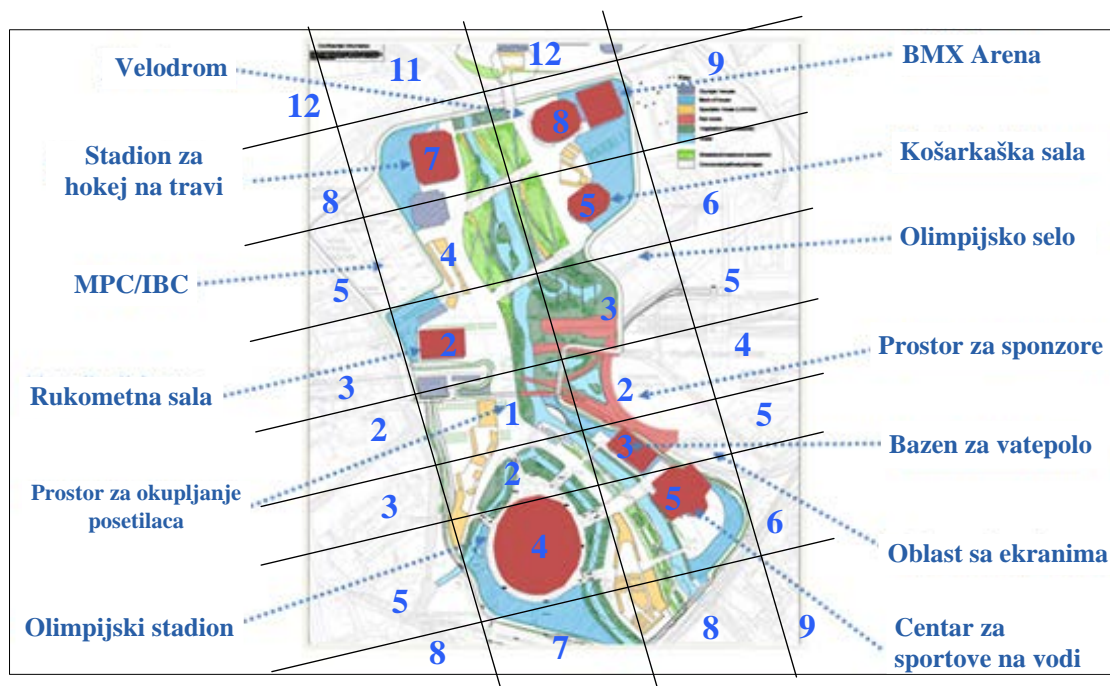 Velodrom
BMX Arena
Stadion za
hokej na travi
Košarkaška sala
Olimpijsko selo
MPC/IBC
Rukometna sala
Prostor za sponzore
Bazen za vatepolo
Prostor za okupljanje
posetilaca
Oblast sa ekranima
Olimpijski stadion
Centar za
sportove na vodi
11
12
9
12
8
7
8
5
6
4
5
5
3
2
4
3
2
1
5
2
3
2
3
5
6
4
5
8
9
8
7